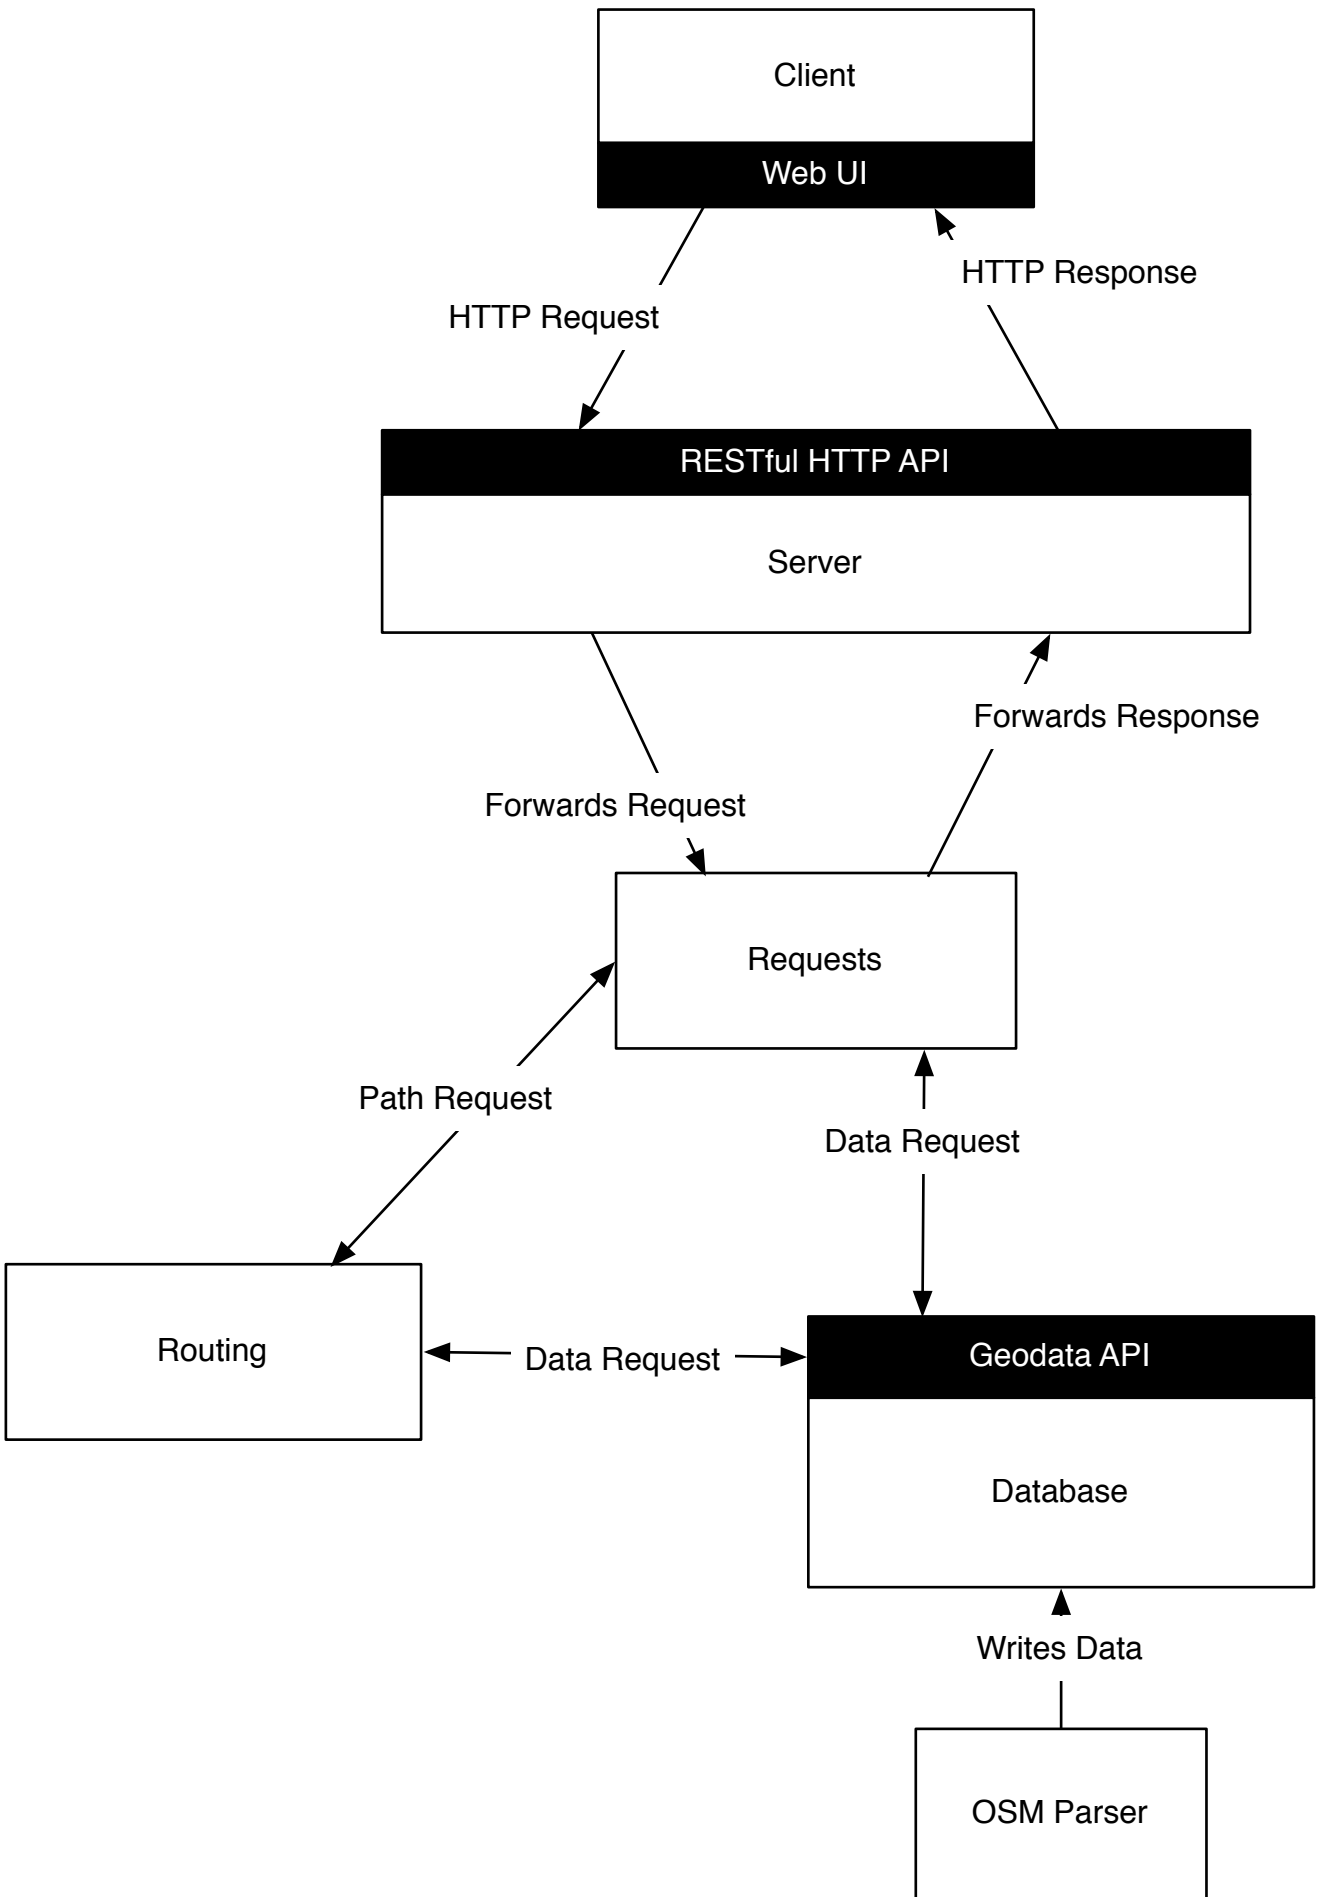 Client
Web UI
HTTP Response
HTTP Request
RESTful HTTP API
Server
Forwards Response
Forwards Request
Requests
Path Request
Data Request
Routing
Data Request
Geodata API
Database
Writes Data
OSM Parser